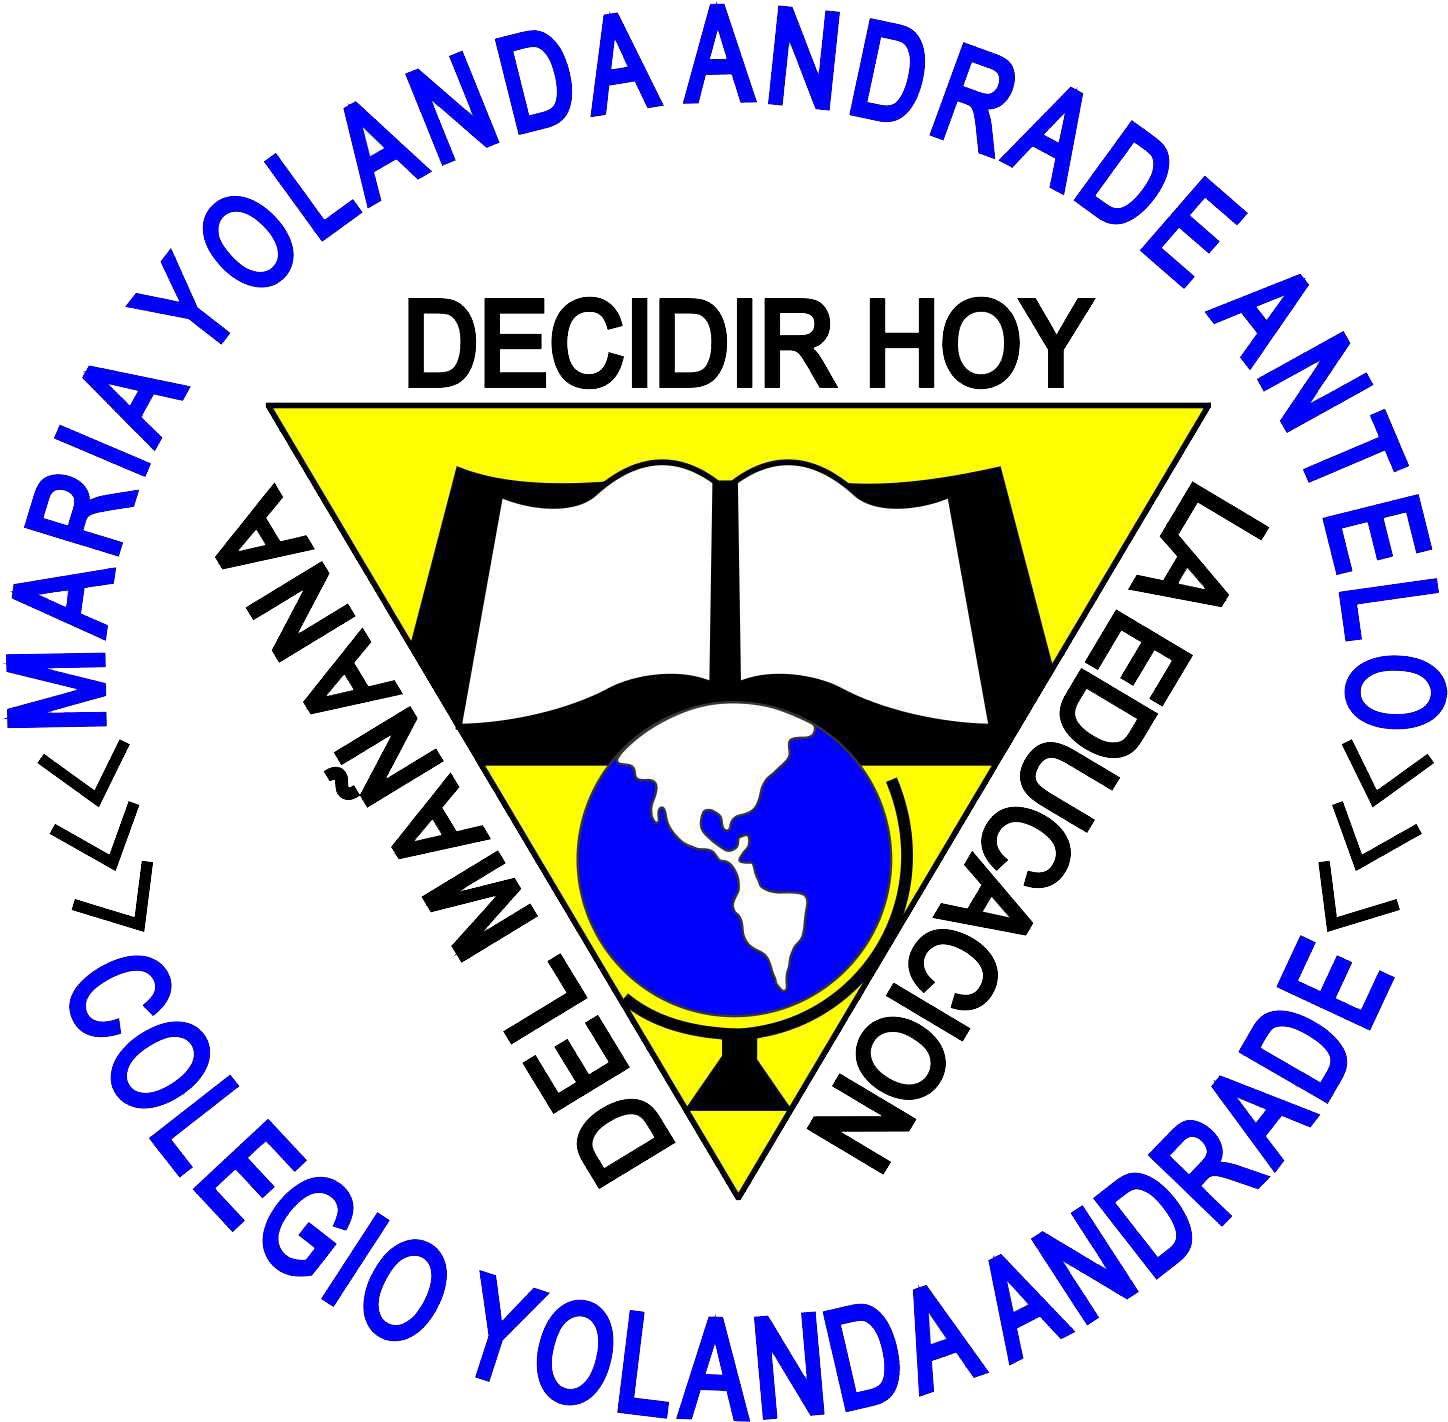 MARIA YOLANDA ANDRADE ANTELO
DECIDIR HOY
LA EDUCACION
DEL MAÑANA
COLEGIO YOLANDA ANDRADE